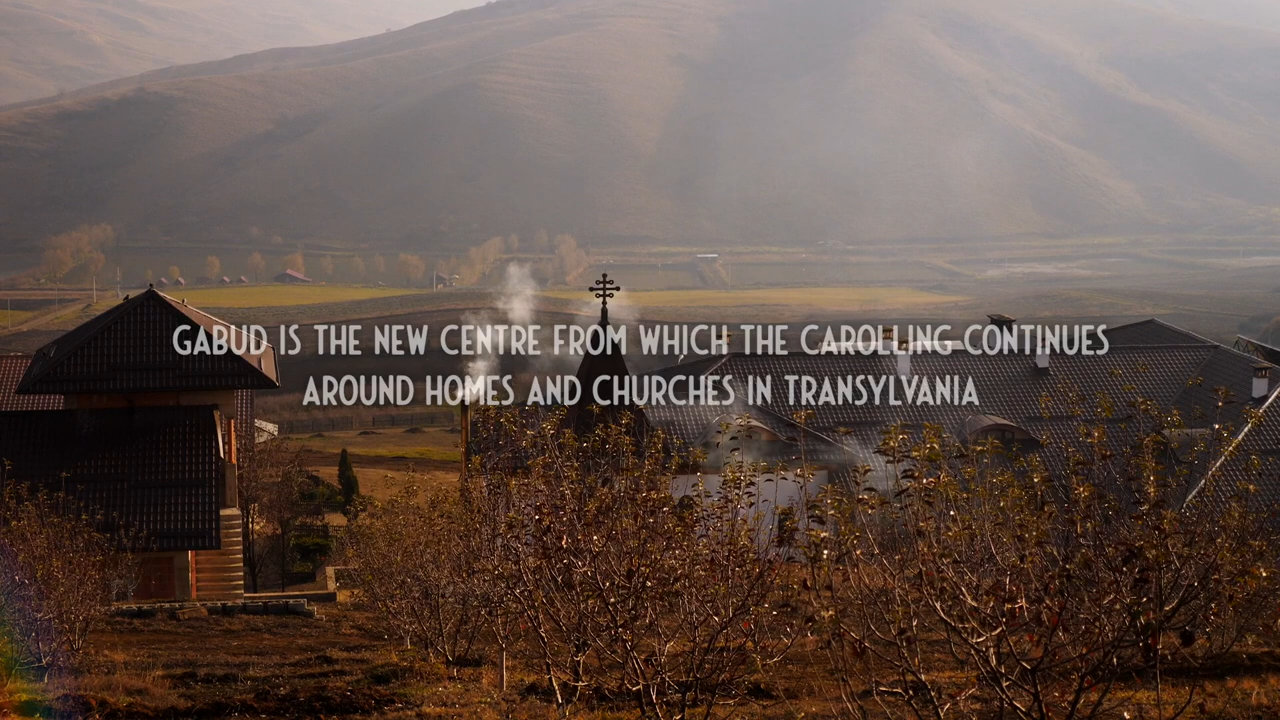 GABUD IS THE NEW CENTRE FROM WHICH THE CAROLLING CONTINUES
AROUND HOMES AND CHURCHES IN TRANSYLVANIA